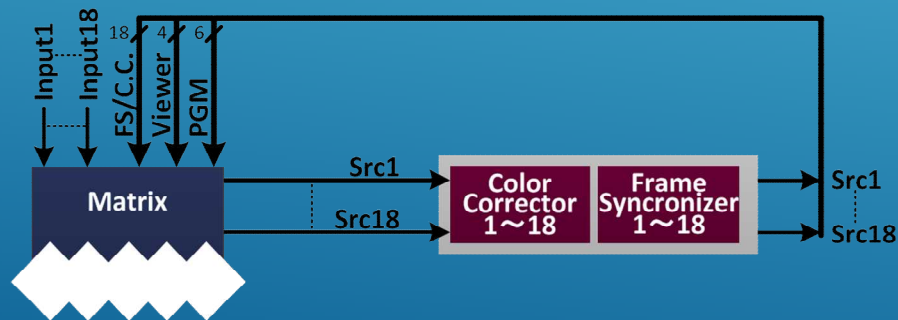 Input1
Input18
18
4
6
FS/C.C.
Viewer
PGM
Matrix
Src1
Src18
Color
Corrector
1～18
Frame
Syncronizer
1～18
Src1
Src18